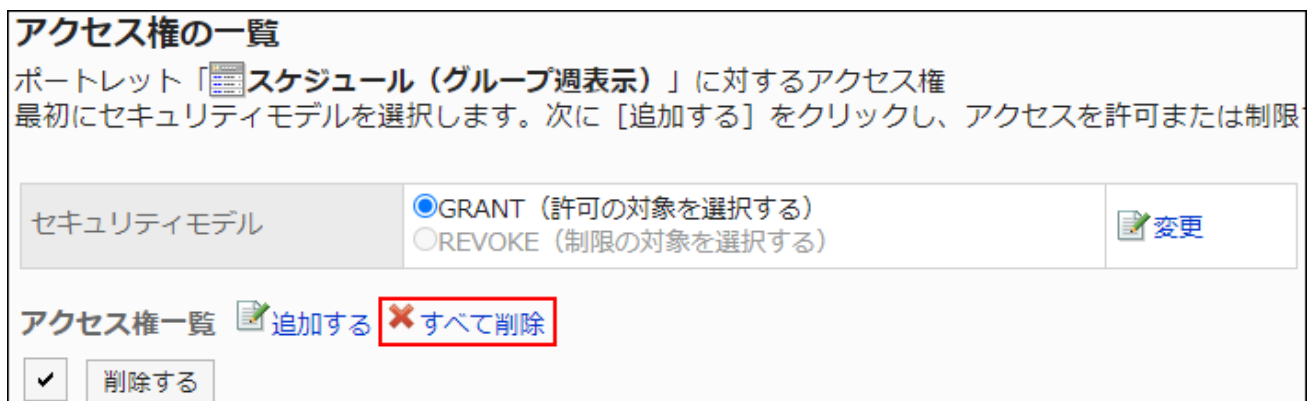 アクセス権の一覧
ポートレット「スケジュール（グループ週表示）」に対するアクセス権
最初にセキュリティモデルを選択します。次に［追加する］をクリックし、アクセスを許可または制限
セキュリティモデル
GRANT（許可の対象を選択する）
REVOKE（制限の対象を選択する）
変更
アクセス権一覧 追加する すべて削除
削除する